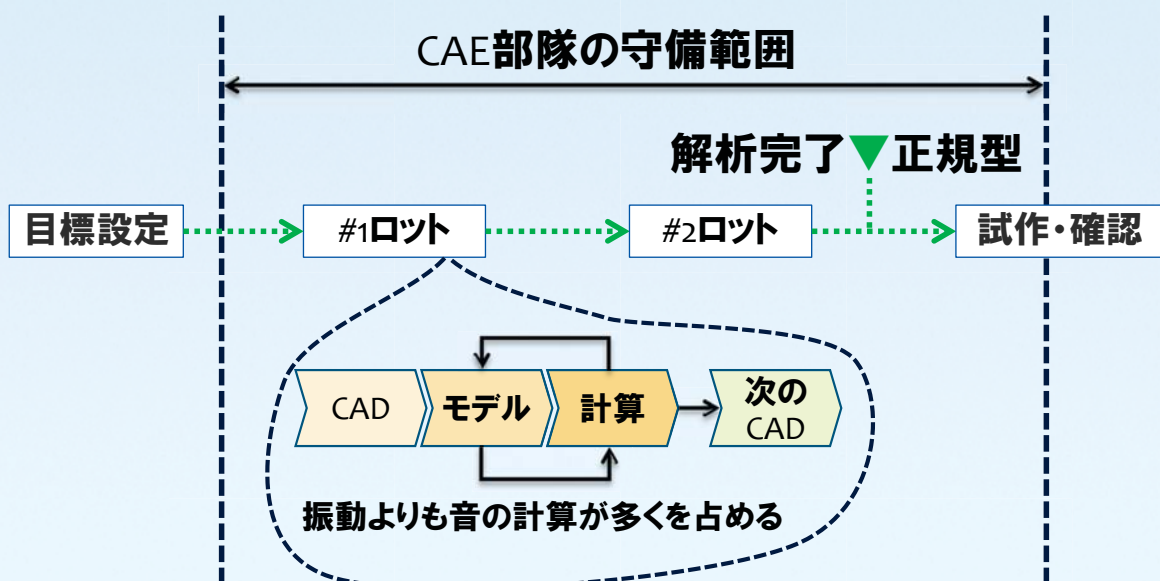 CAE部隊の守備範囲
解析完了▼正規型
目標設定
#1ロット
#2ロット
試作・確認
CAD
モデル
計算
次の
CAD
振動よりも音の計算が多くを占める